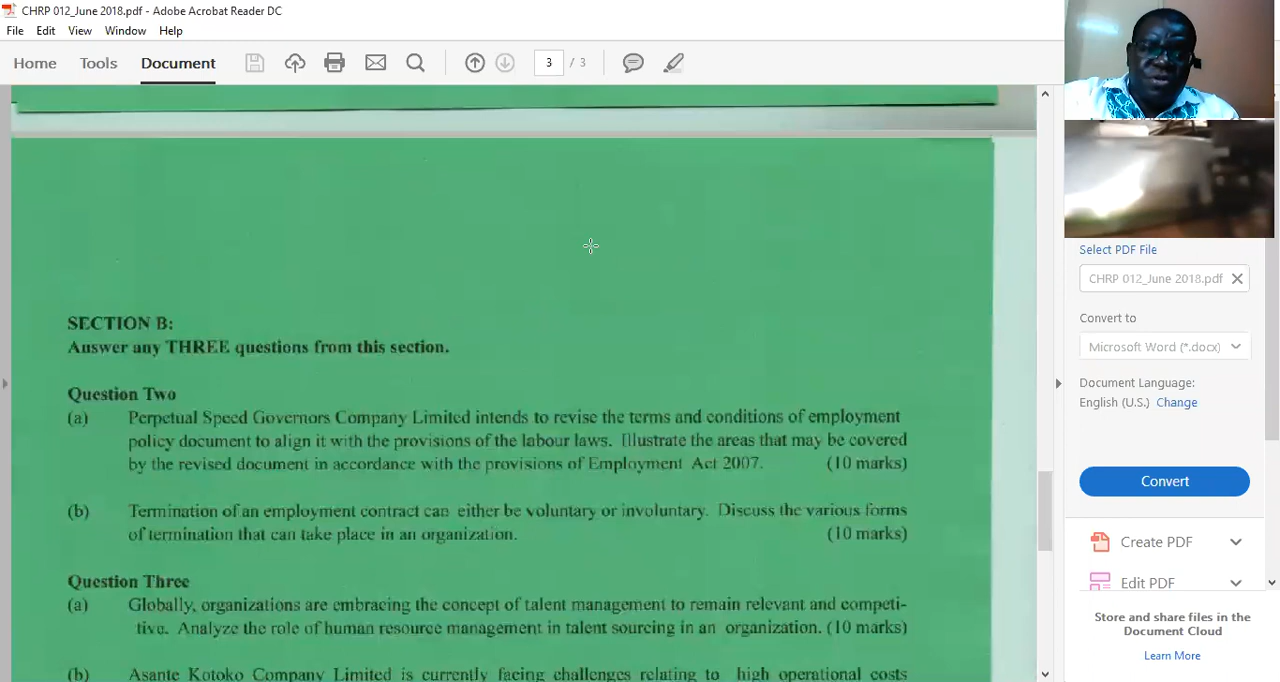 CHRP 012_June 2018.pdf - Adobe Acrobat Reader DC
File Edit View Window Help
Home Tools Document 3 / 3
SECTION B:
Answer any THREE questions from this section.
Question Two
(a) Perpetual Speed Governors Company Limited intends to revise the terms and conditions of employment
policy document to align it with the provisions of the labour laws. Illustrate the areas that may be covered
by the revised document in accordance with the provisions of Employment Act 2007. (10 marks)
(b) Termination of an employment contract can either be voluntary or involuntary. Discuss the various forms
of termination that can take place in an organization. (10 marks)
Question Three
(a) Globally, organizations are embracing the concept of talent management to remain relevant and competi-
tive. Analyze the role of human resource management in talent sourcing in an organization. (10 marks)
(b) Asante Kotoko Company Limited is currently facing challenges relating to high operational costs
Select PDF File
CHRP 012_June 2018.pdf
Convert to
Microsoft Word (*.docx)
Document Language:
English (U.S.) Change
Convert
Create PDF
Edit PDF
Store and share files in the
Document Cloud
Learn More